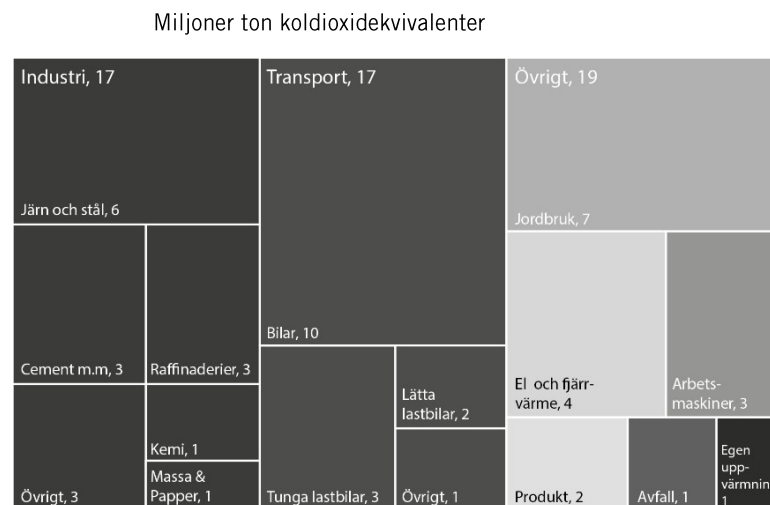 Miljoner ton koldioxidekvivalenter
Industri, 17
Järn och stål, 6
Cement m.m, 3
Raffinaderier, 3
Övrigt, 3
Kemi, 1
Massa &
Papper, 1
Transport, 17
Bilar, 10
Tunga lastbilar, 3
Lätta
lastbilar, 2
Övrigt, 1
Övrigt, 19
Jordbruk, 7
El och fjärr-
värme, 4
Arbets-
maskiner, 3
Produkt, 2
Avfall, 1
Egen
upp-
värmnin
1